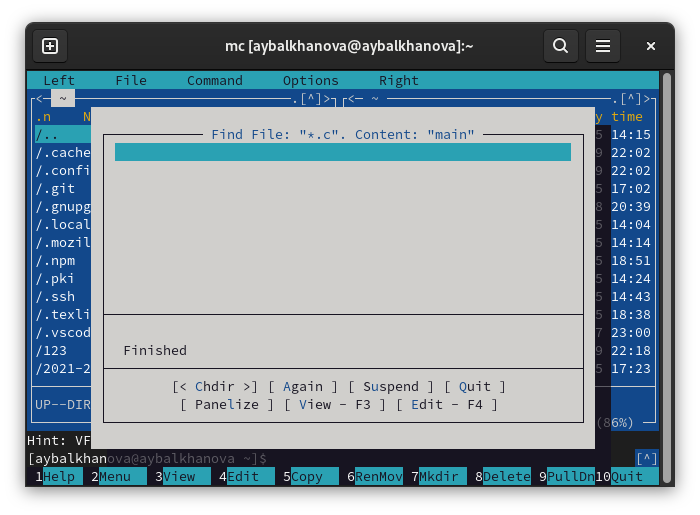 mc [aybalkhanova@aybalkhanova]:~
Left File Command Options Right
<─ ~ ─.[^]>┐┌<─ ~ ─.[^]>
.n N y time
/.. 5 14:15
/.cache 9 22:02
/.confi 9 22:02
/.git 5 17:02
/.gnupg 8 20:39
/.local 5 14:04
/.mozil 5 14:14
/.npm 5 18:51
/.pki 5 14:24
/.ssh 5 14:43
/.texli 5 18:38
/.vscod 7 23:00
/123 9 22:18
/2021-2 5 17:23
UP--DIR
(86%)
Find File: "*.c". Content: "main"
Finished
[< Chdir >] [ Again ] [ Suspend ] [ Quit ]
[ Panelize ] [ View - F3 ] [ Edit - F4 ]
Hint: VF
[aybalkhanova@aybalkhanova ~]$ [^]
1Help 2Menu 3View 4Edit 5Copy 6RenMov 7Mkdir 8Delete 9PullDn 10Quit